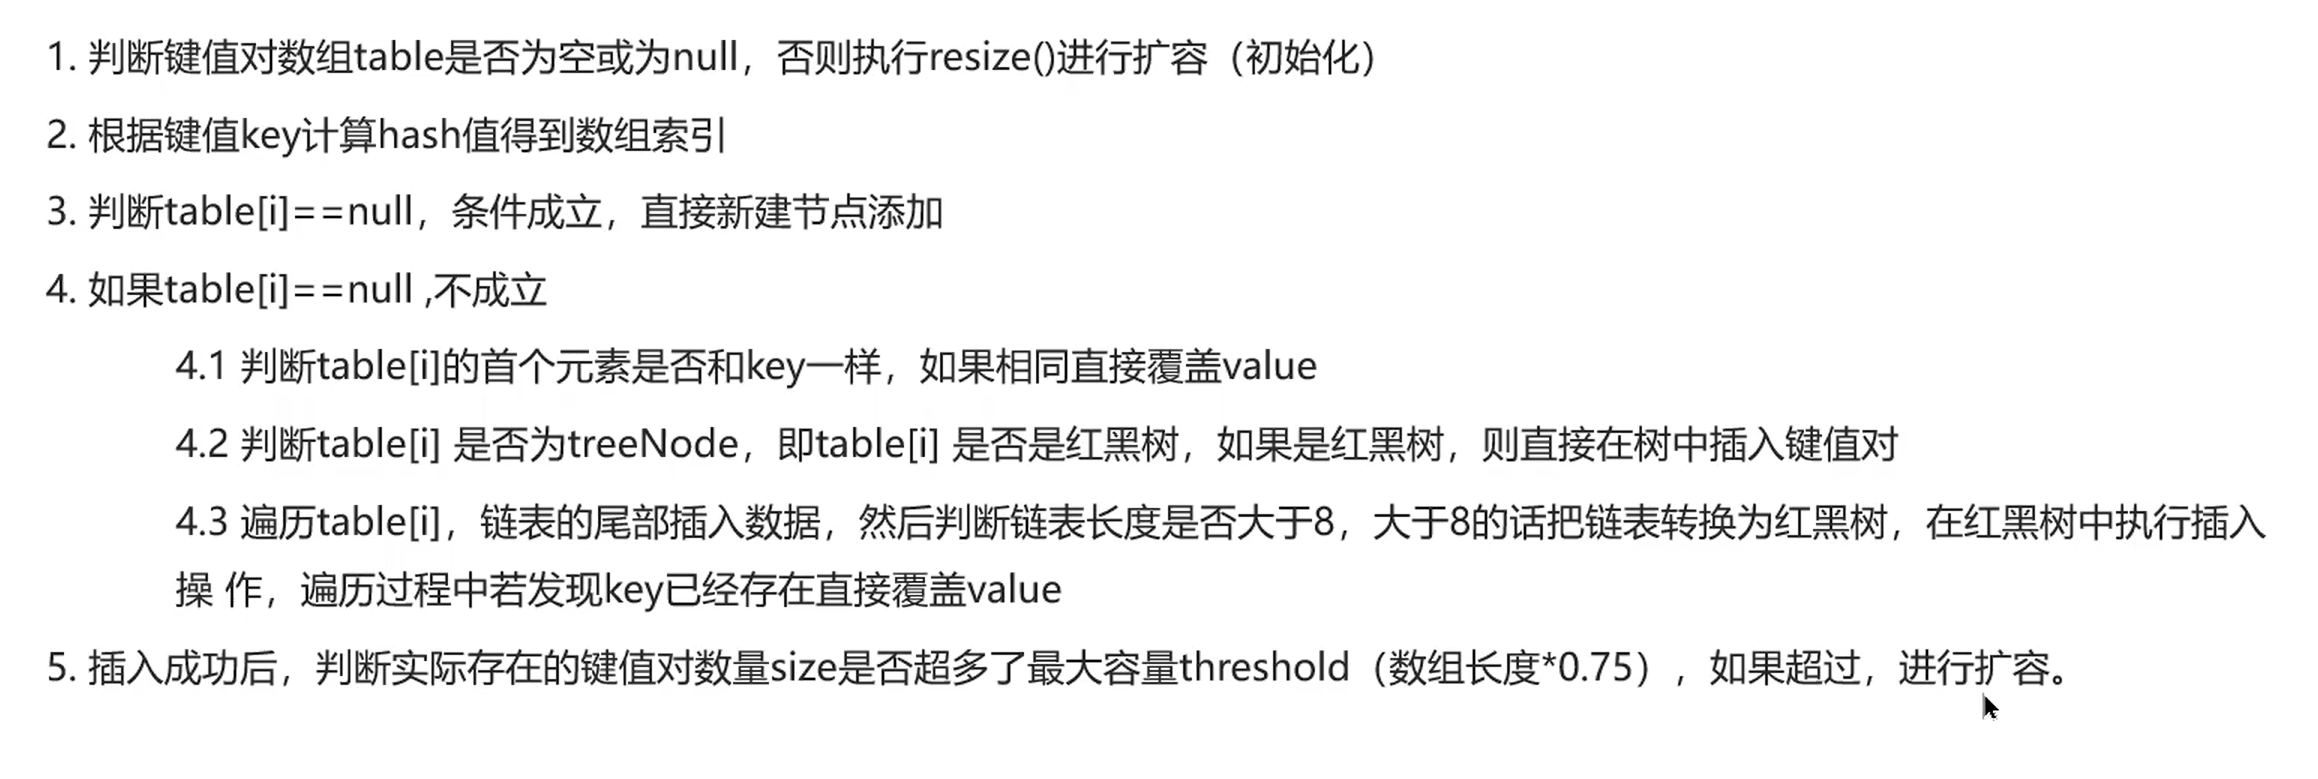 1. 判断键值对数组table是否为空或为null，否则执行resize()进行扩容（初始化）
2. 根据键值key计算hash值得到数组索引
3. 判断table[i]==null，条件成立，直接新建节点添加
4. 如果table[i]==null ,不成立
4.1 判断table[i]的首个元素是否和key一样，如果相同直接覆盖value
4.2 判断table[i] 是否为treeNode，即table[i] 是否是红黑树，如果是红黑树，则直接在树中插入键值对
4.3 遍历table[i]，链表的尾部插入数据，然后判断链表长度是否大于8，大于8的话把链表转换为红黑树，在红黑树中执行插入
操 作，遍历过程中若发现key已经存在直接覆盖value
5. 插入成功后，判断实际存在的键值对数量size是否超多了最大容量threshold（数组长度*0.75），如果超过，进行扩容。